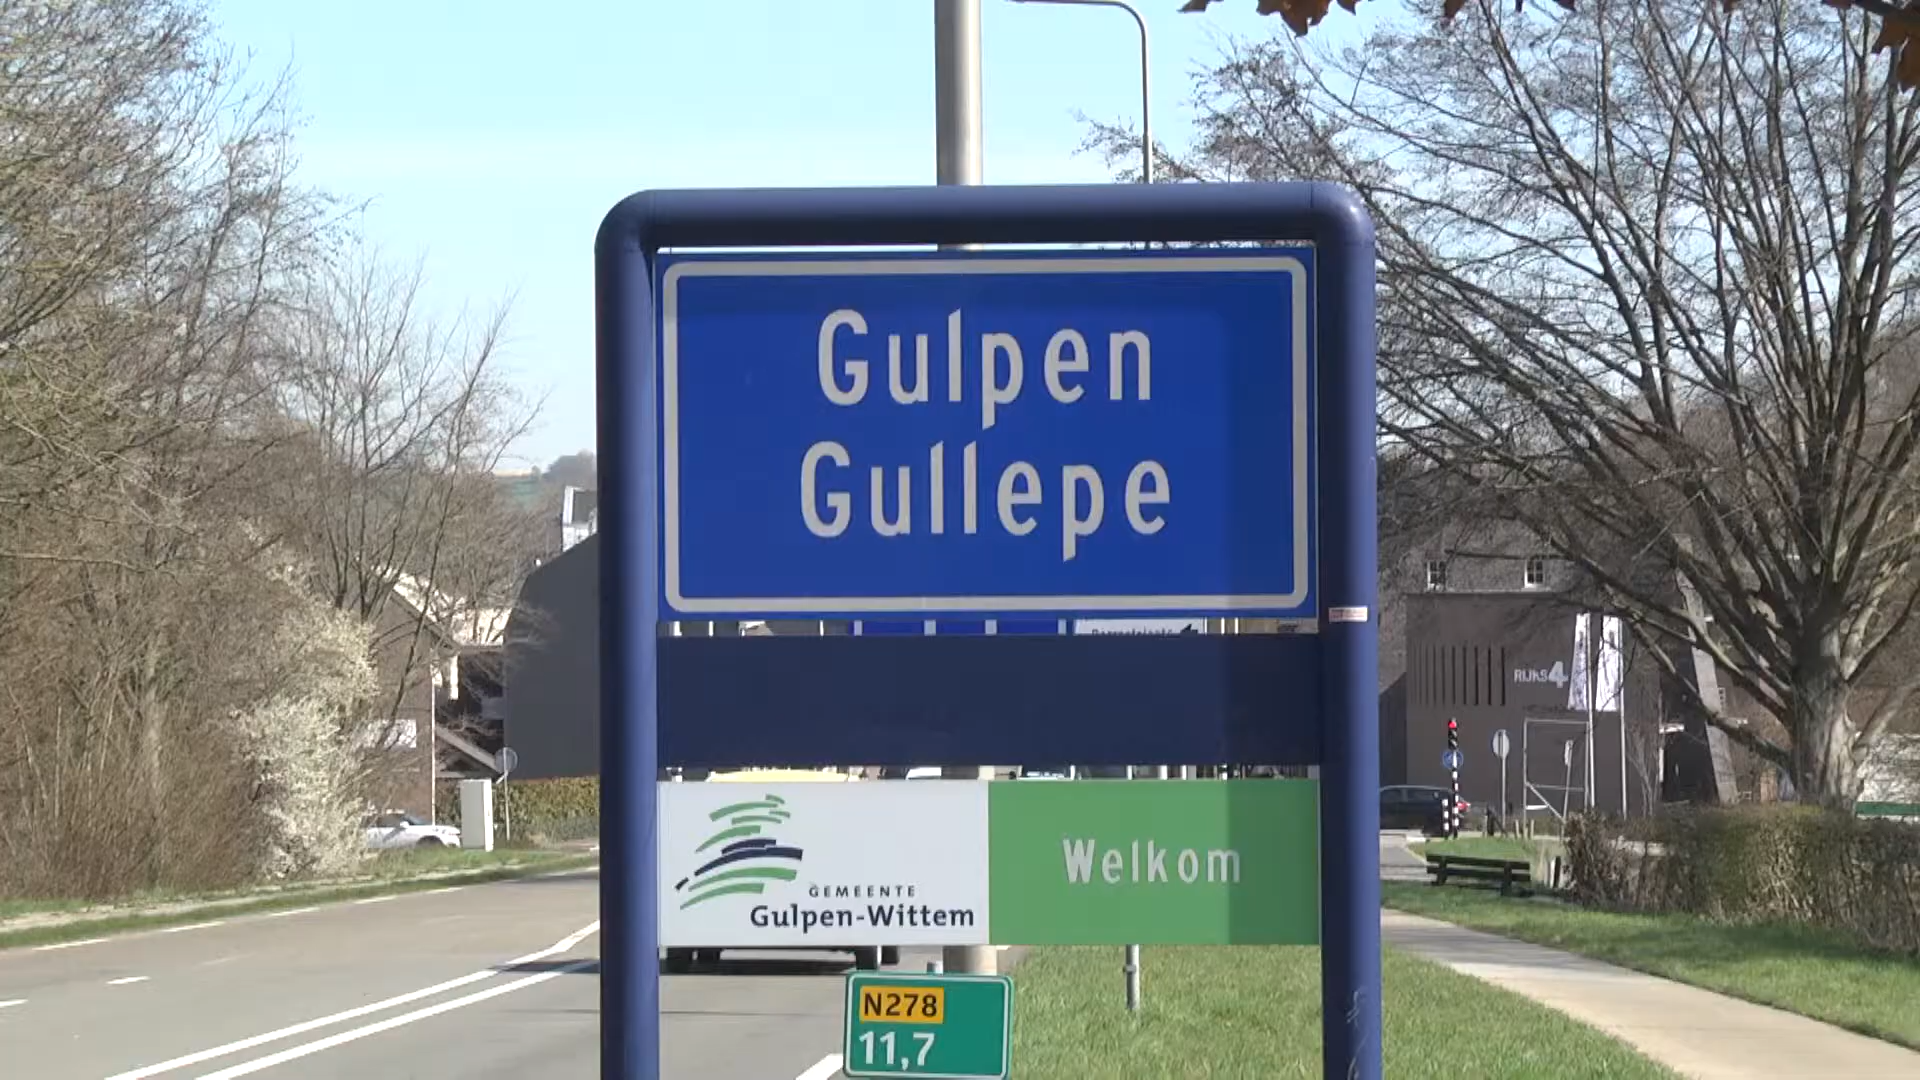 Gulpen
Gullepe
RIJKS4
GEMEENTE
Gulpen-Wittem
Welkom
N278
11,7